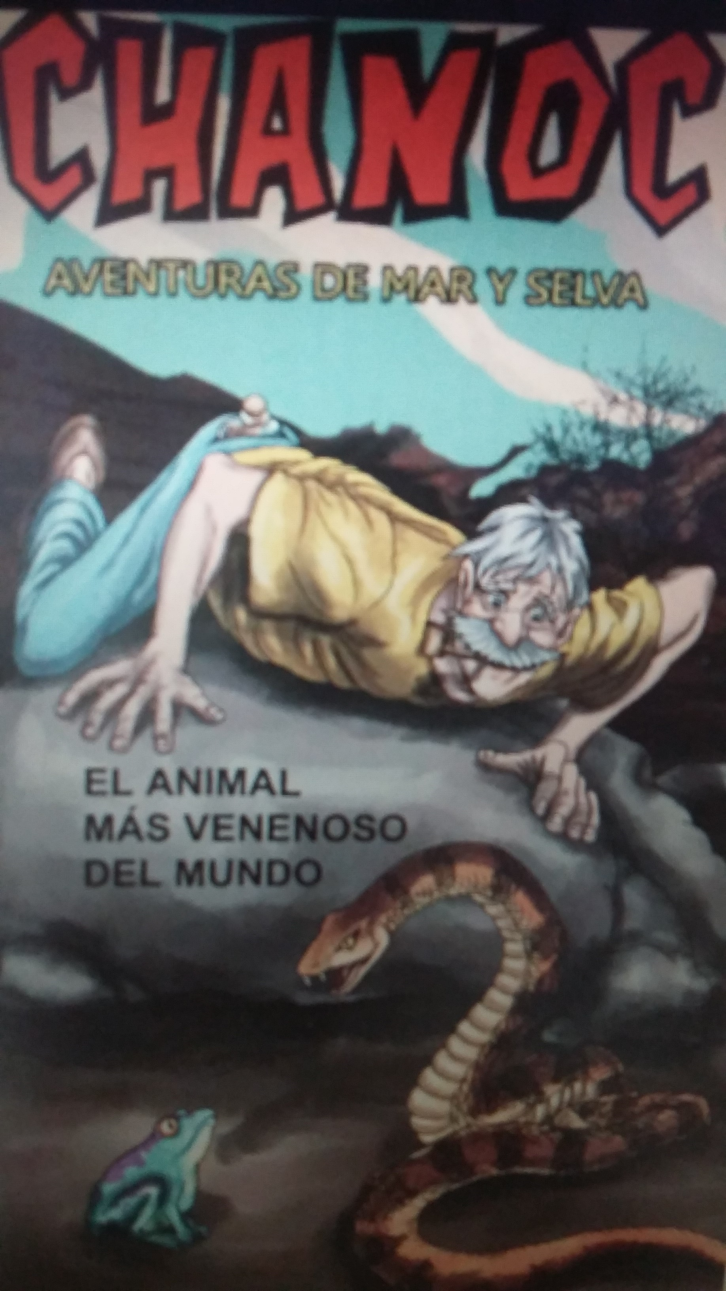 CHANOC
AVENTURAS DE MAR Y SELVA
EL ANIMAL
MÁS VENENOSO
DEL MUNDO